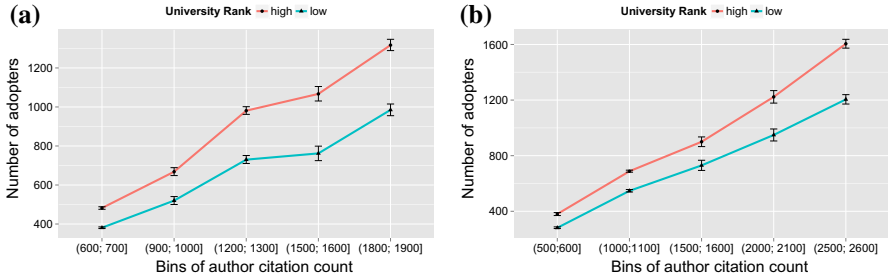 (a)
University Rank high low
Number of adopters
1200
1000
800
600
400
(600; 700] (900; 1000] (1200; 1300] (1500; 1600] (1800; 1900]
Bins of author citation count
(b)
University Rank high low
Number of adopters
1600
1200
800
400
(500;600] (1000;1100] (1500; 1600] (2000; 2100] (2500; 2600]
Bins of author citation count